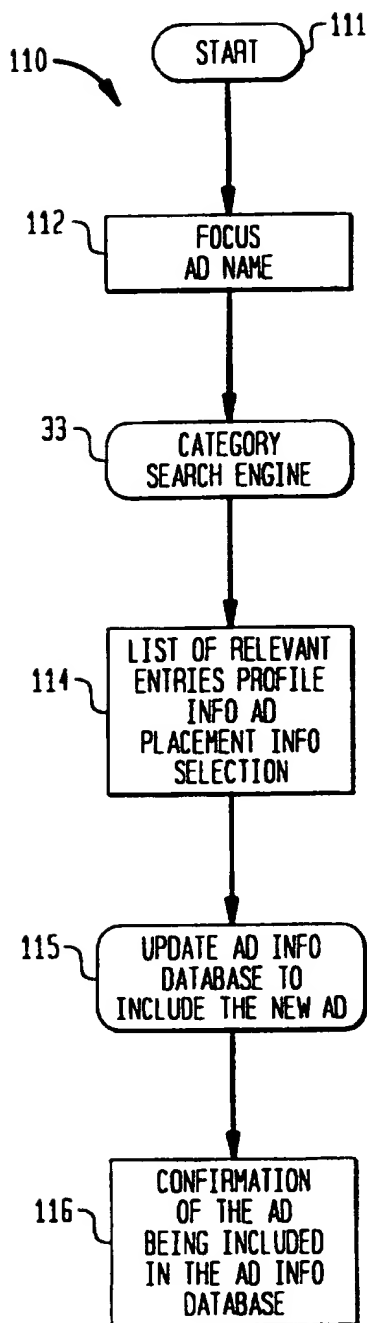 110
START
111
112
FOCUS
AD NAME
33
CATEGORY
SEARCH ENGINE
114
LIST OF RELEVANT
ENTRIES PROFILE
INFO AD
PLACEMENT INFO
SELECTION
115
UPDATE AD INFO
DATABASE TO
INCLUDE THE NEW AD
116
CONFIRMATION
OF THE AD
BEING INCLUDED
IN THE AD INFO
DATABASE